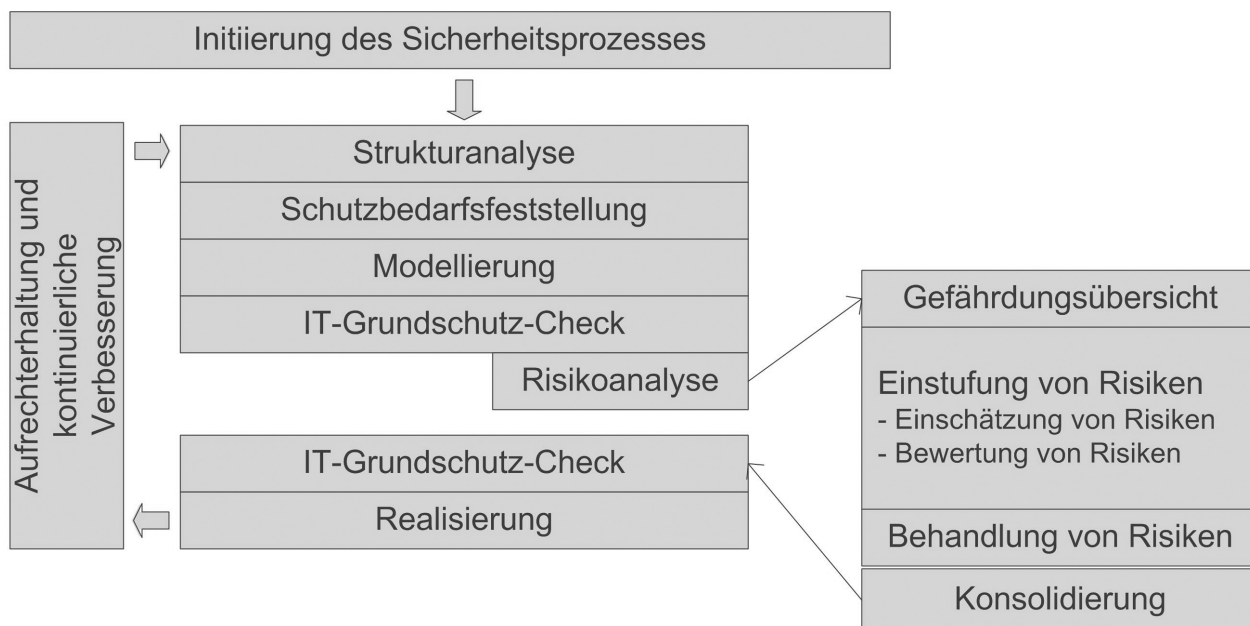 Initiierung des Sicherheitsprozesses
Aufrechterhaltung und
kontinuierliche
Verbesserung
Strukturanalyse
Schutzbedarfsfeststellung
Modellierung
IT-Grundschutz-Check
Risikoanalyse
IT-Grundschutz-Check
Realisierung
Gefährdungsübersicht
Einstufung von Risiken
- Einschätzung von Risiken
- Bewertung von Risiken
Behandlung von Risiken
Konsolidierung